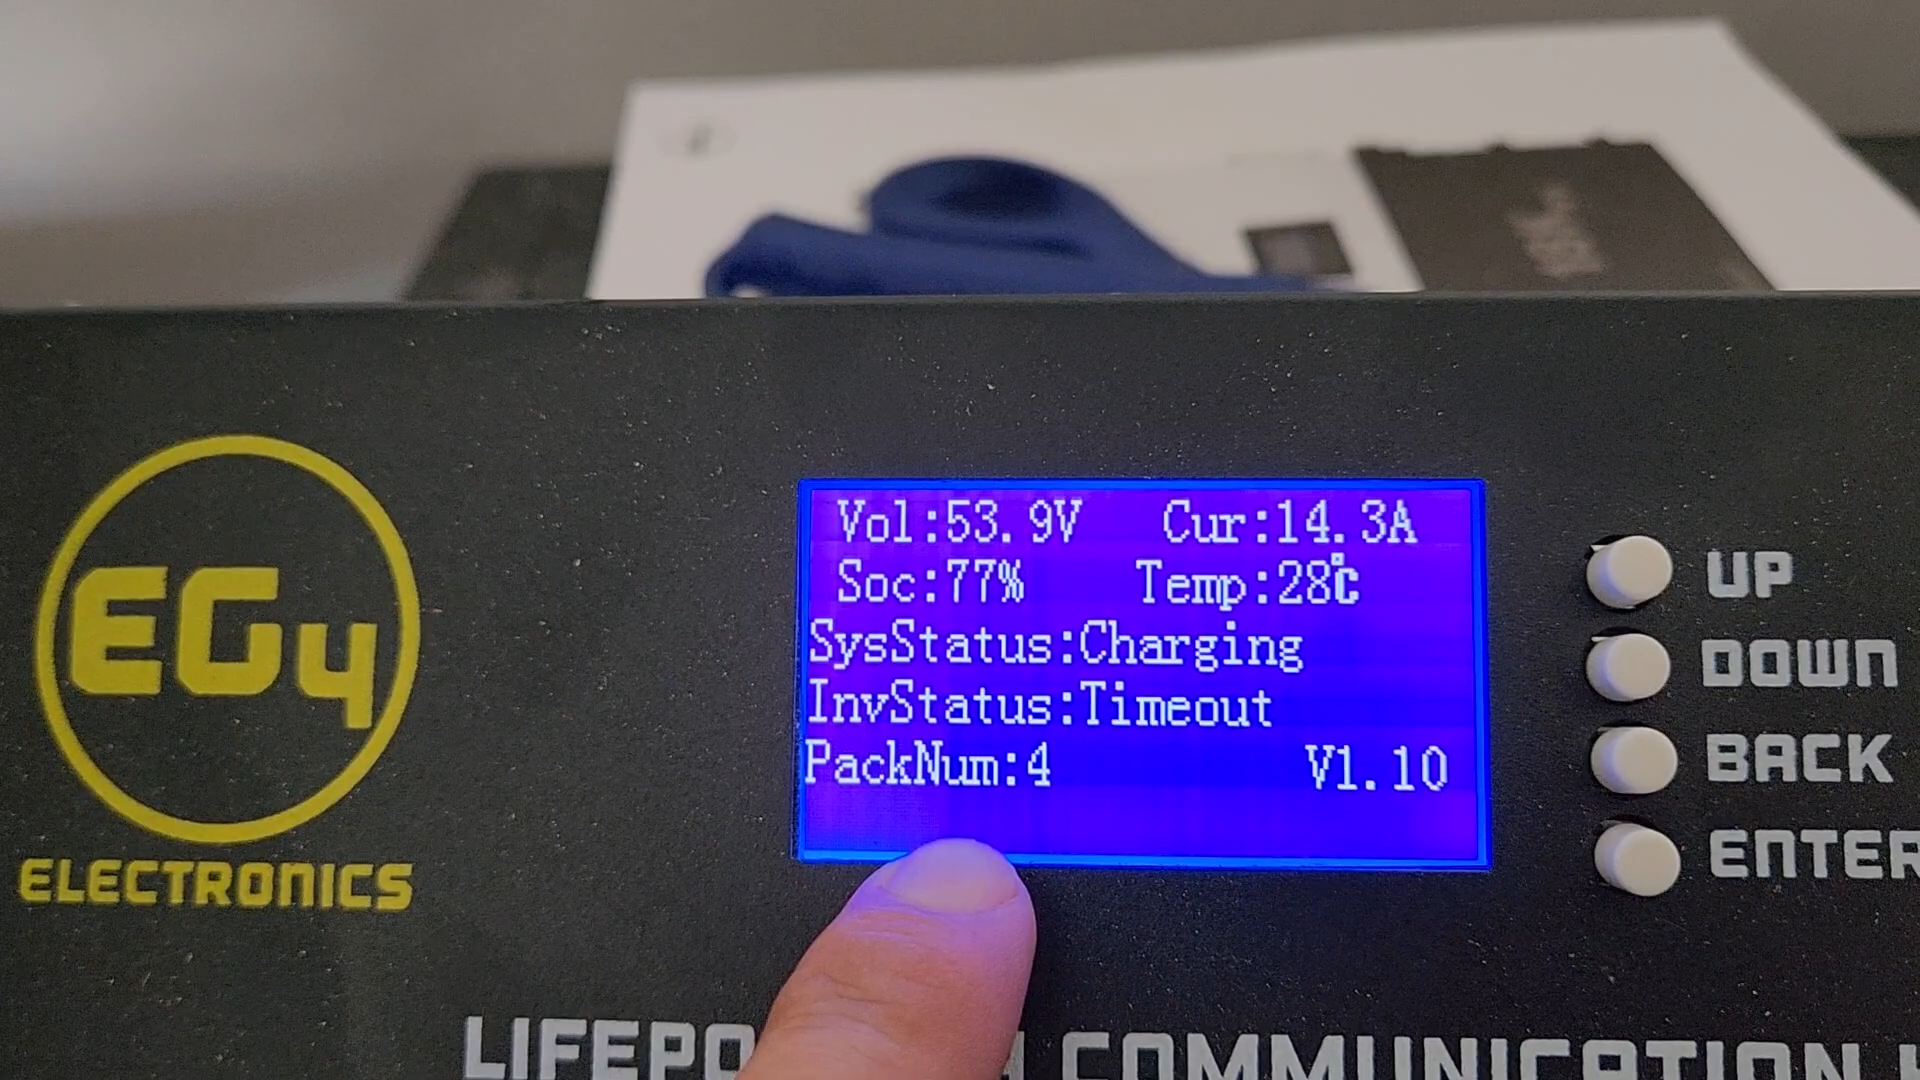 Vol:53.9V Cur:14.3A
Soc:77% Temp:28℃
SysStatus:Charging
InvStatus:Timeout
PackNum:4 V1.10
UP
DOWN
BACK
ENTER
EG4
ELECTRONICS
COMMUNICATION